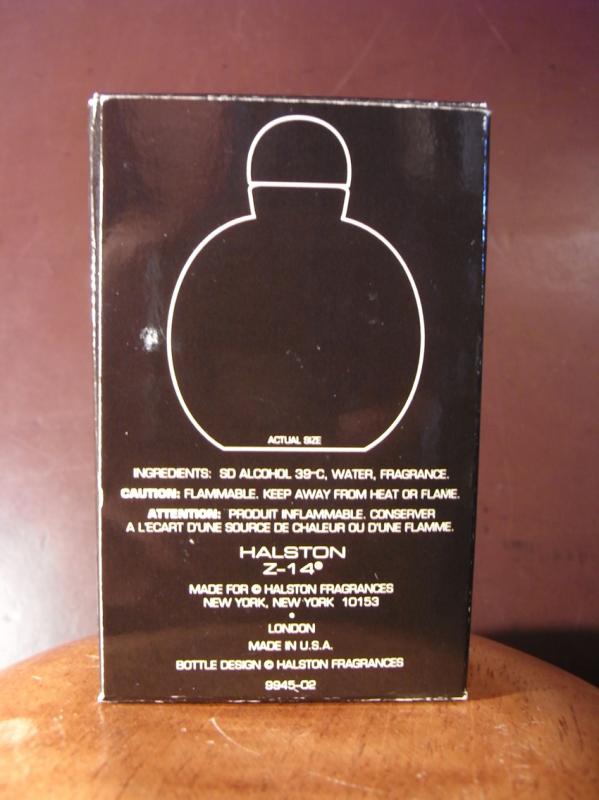 ACTUAL SIZE
INGREDIENTS: SD ALCOHOL 39-C, WATER, FRAGRANCE.
CAUTION: FLAMMABLE. KEEP AWAY FROM HEAT OR FLAME.
ATTENTION: PRODUIT INFLAMMABLE. CONSERVER
A L'ECART D'UNE SOURCE DE CHALEUR OU D'UNE FLAMME.
HALSTON
Z-14®
MADE FOR © HALSTON FRAGRANCES
NEW YORK, NEW YORK 10153
•
LONDON
MADE IN U.S.A.
BOTTLE DESIGN © HALSTON FRAGRANCES
9945-02